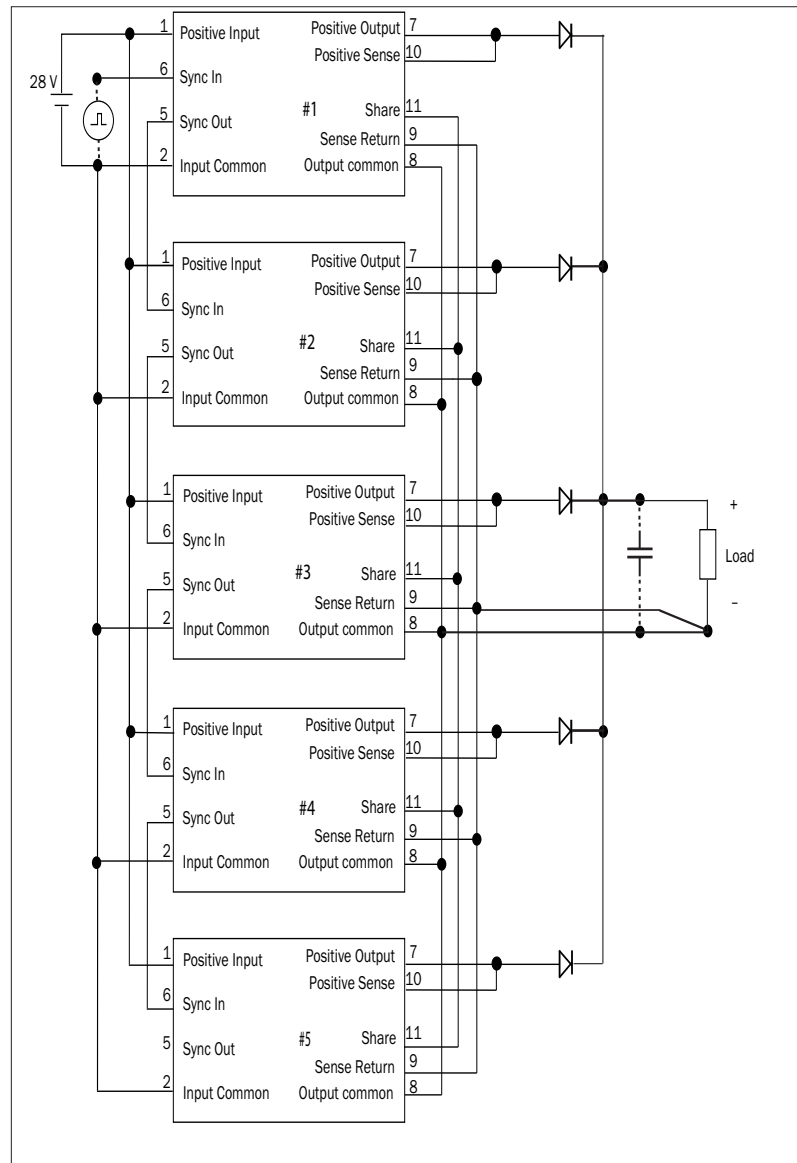 1 Positive Input Positive Output 7
Positive Sense 10
6 Sync In
28 V
#1 Share 11
5 Sync Out
Sense Return 9
2 Input Common Output common 8
1 Positive Input Positive Output 7
Positive Sense 10
6 Sync In
#2 Share 11
5 Sync Out
Sense Return 9
2 Input Common Output common 8
1 Positive Input Positive Output 7
Positive Sense 10
+
6 Sync In
Load
#3 Share 11
5 Sync Out
Sense Return 9
–
2 Input Common Output common 8
1 Positive Input Positive Output 7
Positive Sense 10
6 Sync In
#4 Share 11
5 Sync Out
Sense Return 9
2 Input Common Output common 8
1 Positive Input Positive Output 7
Positive Sense 10
6 Sync In
#5 Share 11
5 Sync Out
Sense Return 9
2 Input Common Output common 8